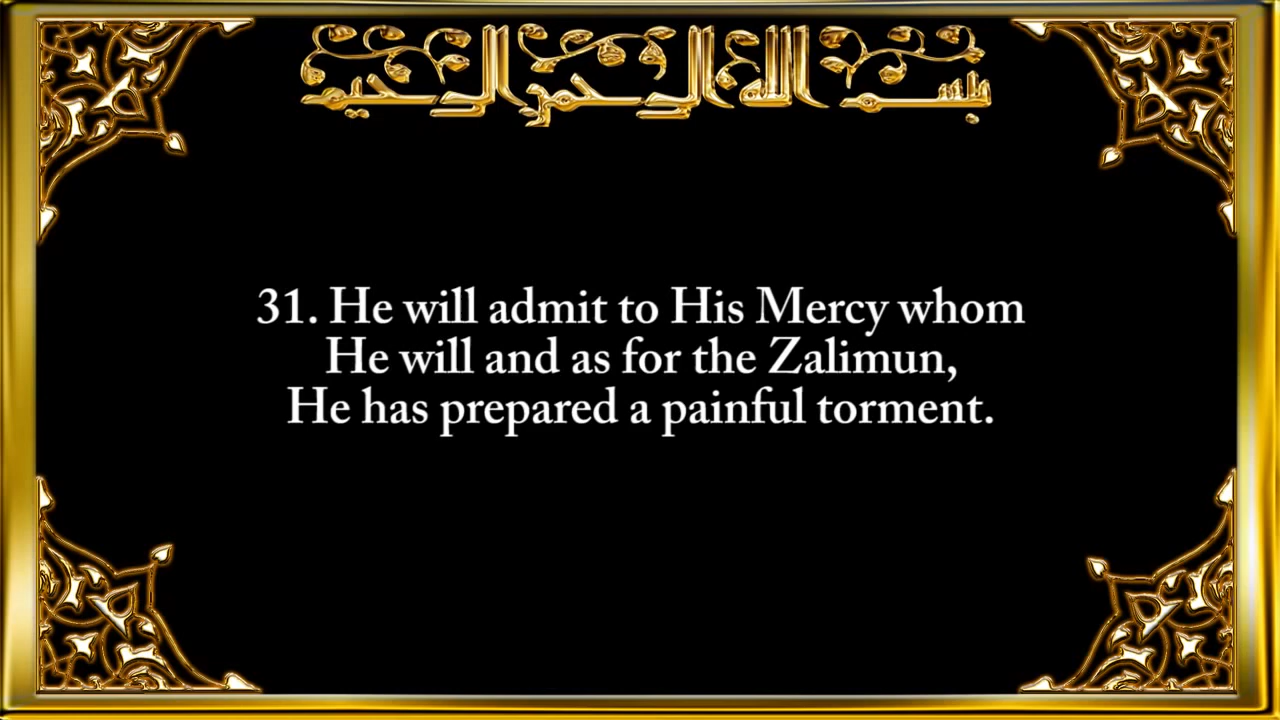 بسم الله الرحمن الرحيم
31. He will admit to His Mercy whom
He will and as for the Zalimun,
He has prepared a painful torment.